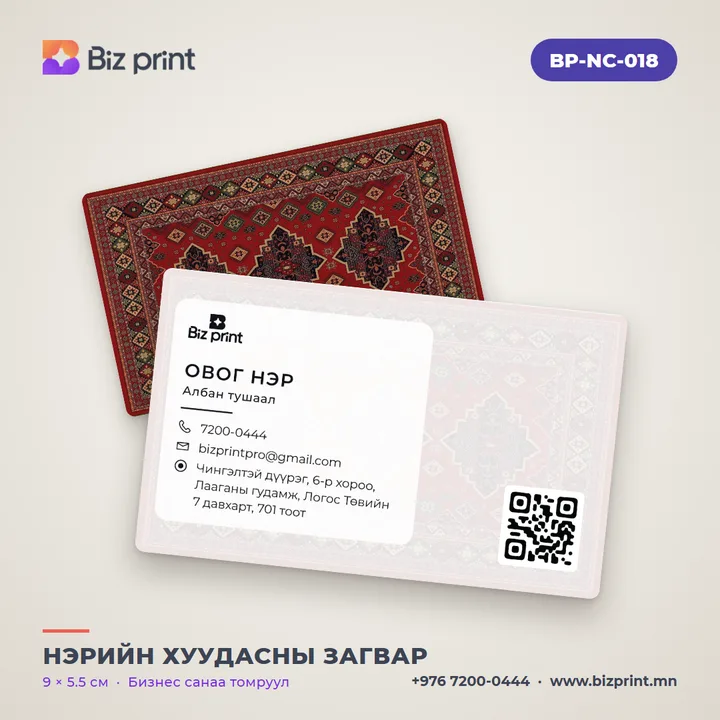 Biz print
BP-NC-018
Biz print
ОВОГ НЭР
Албан тушаал
7200-0444
bizprintpro@gmail.com
Чингэлтэй дүүрэг, 6-р хороо,
Лааганы гудамж, Логос Төвийн
7 давхарт, 701 тоот
НЭРИЙН ХУУДАСНЫ ЗАГВАР
9 × 5.5 см · Бизнес санаа томруул
+976 7200-0444 · www.bizprint.mn